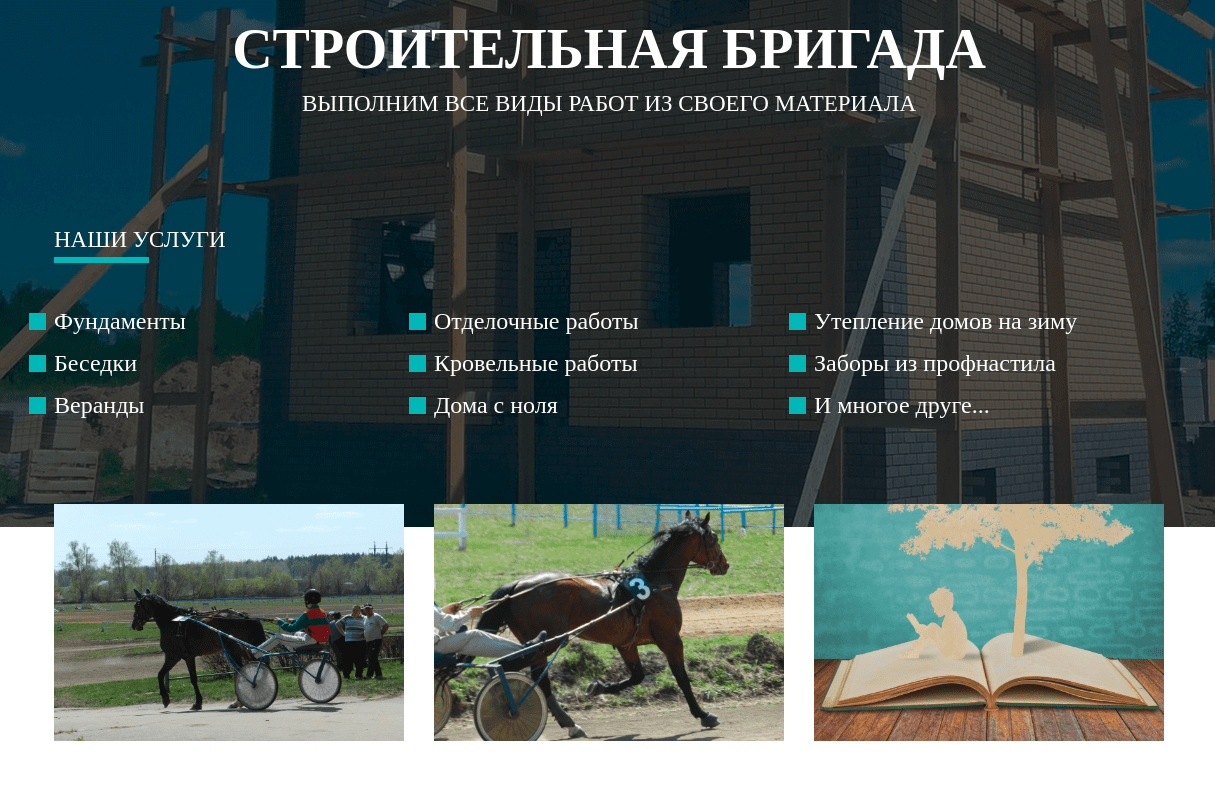 СТРОИТЕЛЬНАЯ БРИГАДА
ВЫПОЛНИМ ВСЕ ВИДЫ РАБОТ ИЗ СВОЕГО МАТЕРИАЛА
НАШИ УСЛУГИ
Фундаменты
Беседки
Веранды
Отделочные работы
Кровельные работы
Дома с ноля
Утепление домов на зиму
Заборы из профнастила
И многое друге...
3